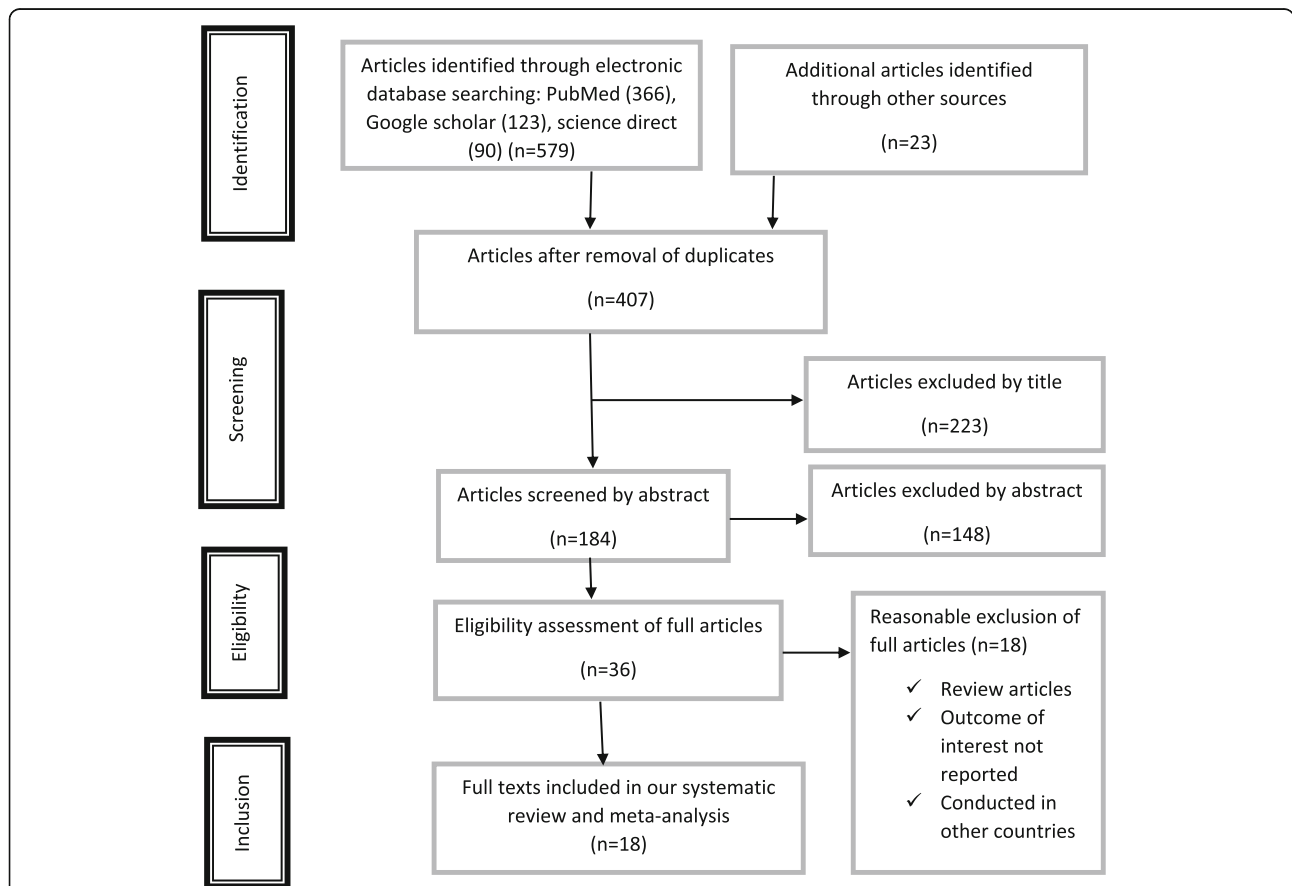 Identification
Articles identified through electronic
database searching: PubMed (366),
Google scholar (123), science direct
(90) (n=579)
Additional articles identified
through other sources
(n=23)
Articles after removal of duplicates
(n=407)
Screening
Articles excluded by title
(n=223)
Articles screened by abstract
(n=184)
Articles excluded by abstract
(n=148)
Eligibility
Eligibility assessment of full articles
(n=36)
Reasonable exclusion of
full articles (n=18)
✓ Review articles
✓ Outcome of
interest not
reported
✓ Conducted in
other countries
Inclusion
Full texts included in our systematic
review and meta-analysis
(n=18)